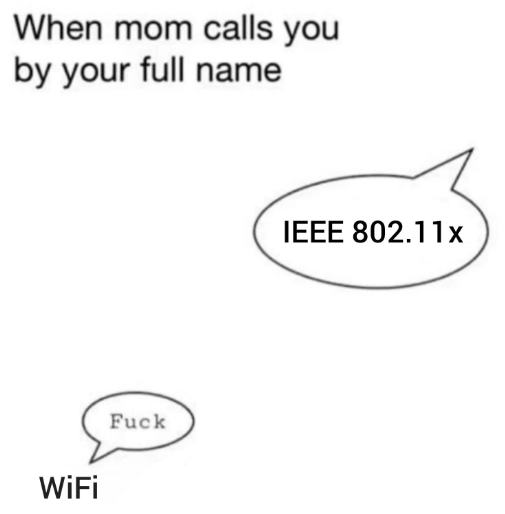 When mom calls you
by your full name
IEEE 802.11x
Fuck
WiFi